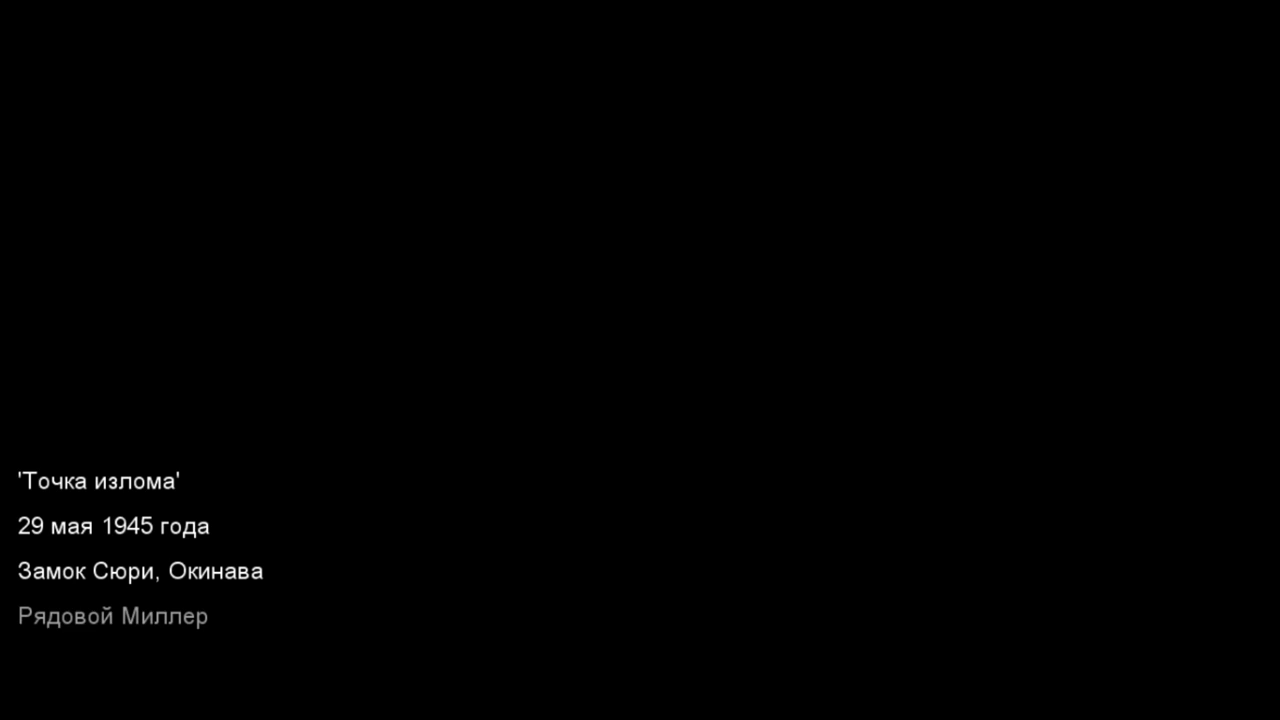 'Точка излома'
29 мая 1945 года
Замок Сюри, Окинава
Рядовой Миллер